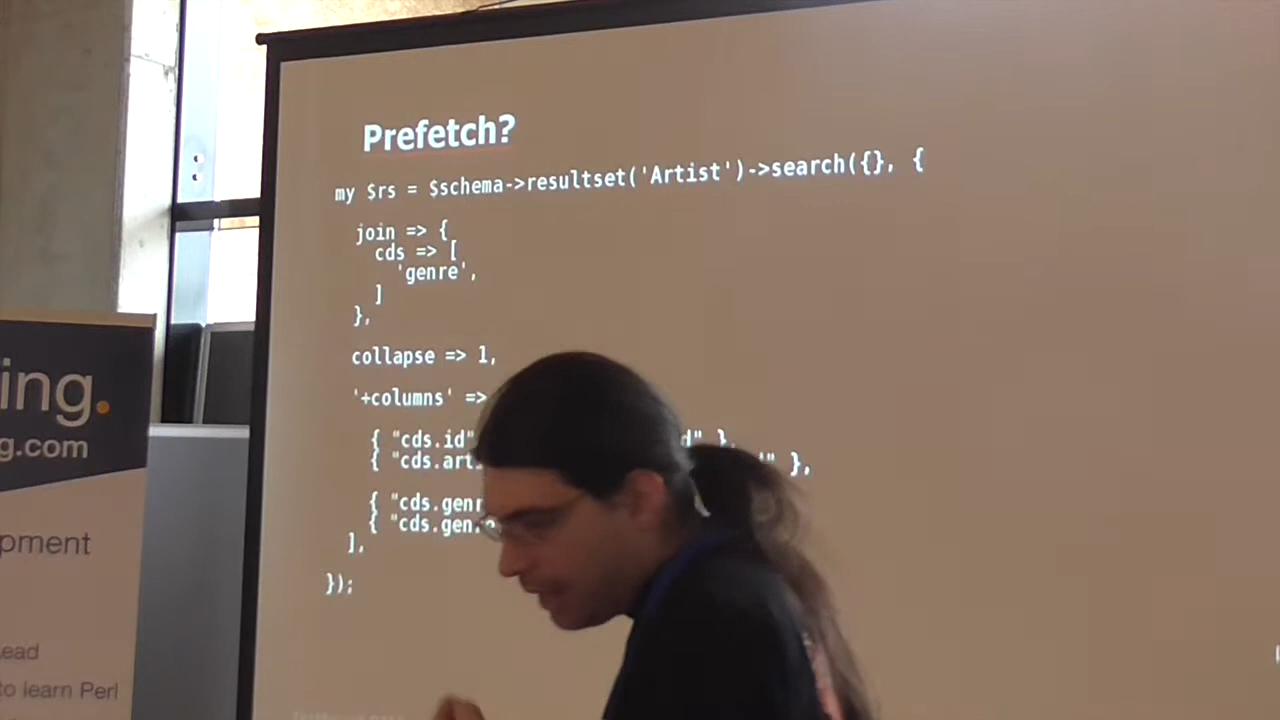 Prefetch?
my $rs = $schema->resultset('Artist')->search({}, {
join => {
cds => [
'genre',
]
},
collapse => 1,
'+columns' =>
{ "cds.id" d" },
{ "cds.art " },
{ "cds.genr
{ "cds.gen
],
});
ing.
g.com
pment
ead
to learn Perl